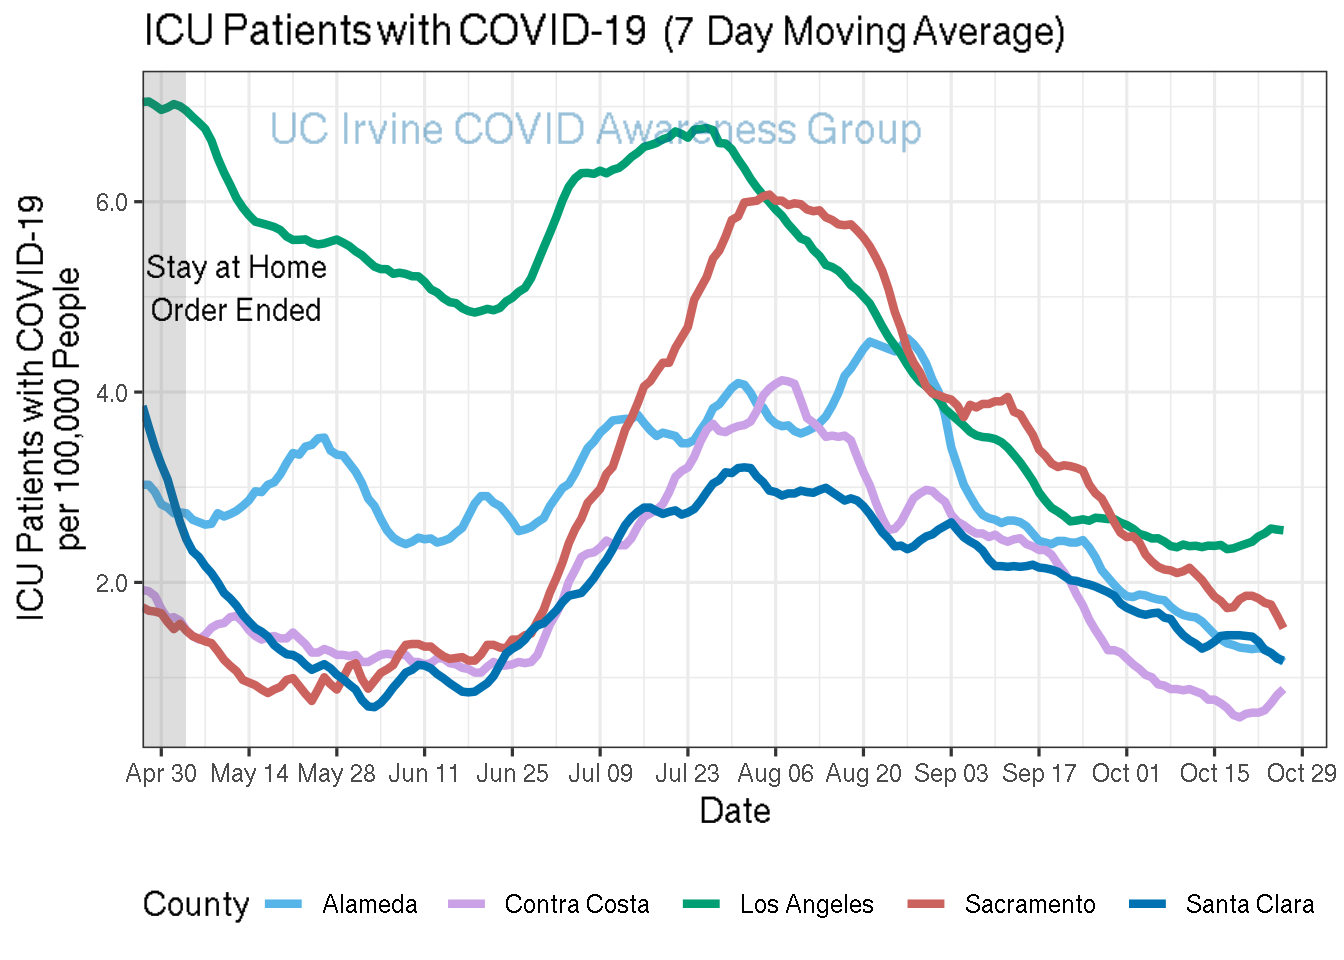 ICU Patients with COVID-19 (7 Day Moving Average)
UC Irvine COVID Awareness Group
ICU Patients with COVID-19
per 100,000 People
6.0
4.0
2.0
Stay at Home
Order Ended
Apr 30 May 14 May 28 Jun 11 Jun 25 Jul 09 Jul 23 Aug 06 Aug 20 Sep 03 Sep 17 Oct 01 Oct 15 Oct 29
Date
County Alameda Contra Costa Los Angeles Sacramento Santa Clara